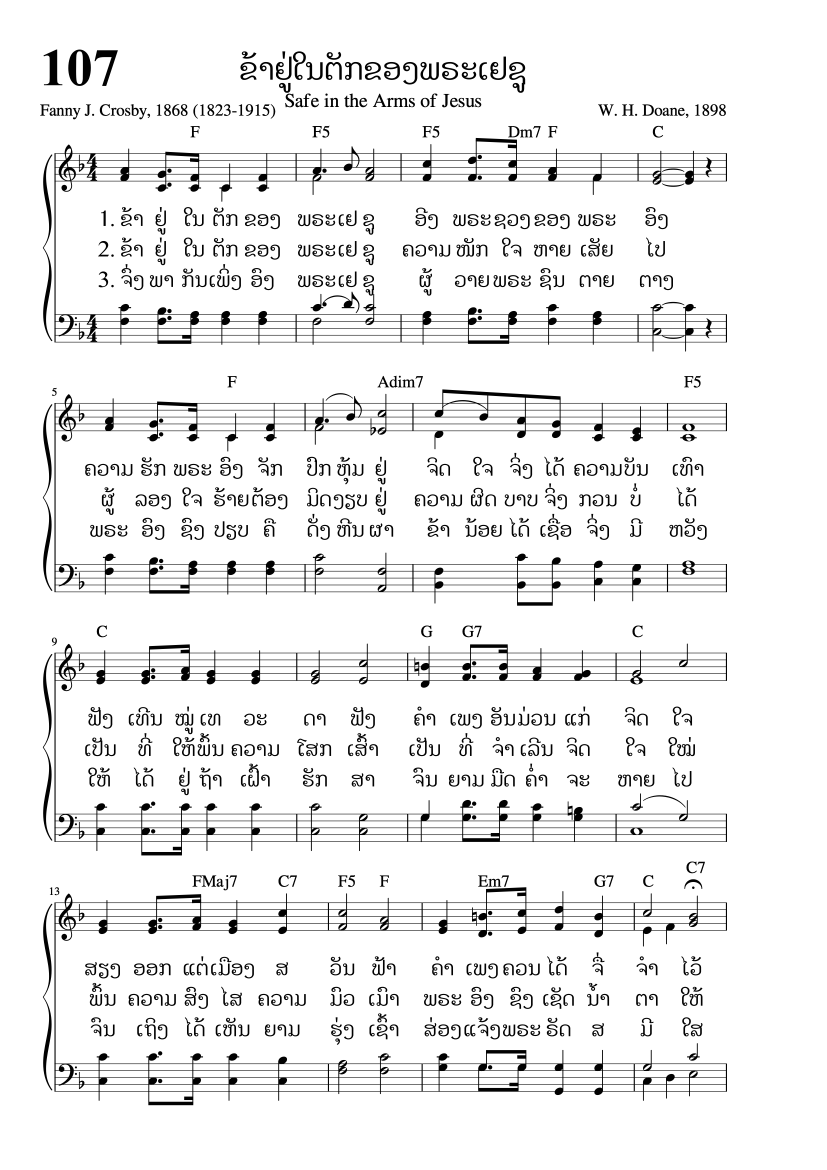 107
ຂ້າຢູ່ໃນຕັກຂອງພຣະເຢຊູ
Safe in the Arms of Jesus
Fanny J. Crosby, 1868 (1823-1915)
W. H. Doane, 1898
F F5 F5 Dm7 F C
1. ຂ້າ ຢູ່ ໃນ ຕັກ ຂອງ ພຣະເຢ ຊູ ອີງ ພຣະຊວງ ຂອງ ພຣະ ອົງ
2. ຂ້າ ຢູ່ ໃນ ຕັກ ຂອງ ພຣະເຢ ຊູ ຄວາມ ໜັກ ໃຈ ຫາຍ ເສັຍ ໄປ
3. ຈຶ່ງ ພາ ກັນເພິ່ງ ອົງ ພຣະເຢ ຊູ ຜູ້ ວາຍພຣະ ຊົນ ຕາຍ ຕາງ
5
F Adim7 F5
ຄວາມ ຮັກ ພຣະ ອົງ ຈັກ ປົກ ຫຸ້ມ ຢູ່ ຈິດ ໃຈ ຈຶ່ງ ໄດ້ ຄວາມບັນ ເທົາ
ຜູ້ ລອງ ໃຈ ຮ້າຍຕ້ອງ ມິດງຽບ ຢູ່ ຄວາມ ຜິດ ບາບ ຈຶ່ງ ກວນ ບໍ່ ໄດ້
ພຣະ ອົງ ຊົງ ປຽບ ຄື ດັ່ງ ຫີນ ຜາ ຂ້າ ນ້ອຍ ໄດ້ ເຊື່ອ ຈຶ່ງ ມີ ຫວັງ
9
C G G7 C
ຟັງ ເທີນ ໝູ່ ເທ ວະ ດາ ຟັງ ຄຳ ເພງ ອັນມ່ວນ ແກ່ ຈິດ ໃຈ
ເປັນ ທີ່ ໃຫ້ພົ້ນ ຄວາມ ໂສກ ເສົ້າ ເປັນ ທີ່ ຈຳ ເລີນ ຈິດ ໃຈ ໃໝ່
ໃຫ້ ໄດ້ ຢູ່ ຖ້າ ເຝົ້າ ຮັກ ສາ ຈົນ ຍາມ ມືດ ຄ່ຳ ຈະ ຫາຍ ໄປ
13
FMaj7 C7 F5 F Em7 G7 C C7
ສຽງ ອອກ ແຕ່ເມືອງ ສ ວັນ ຟ້າ ຄຳ ເພງ ຄວນ ໄດ້ ຈື່ ຈຳ ໄວ້
ພົ້ນ ຄວາມ ສົງ ໄສ ຄວາມ ມົວ ເມົາ ພຣະ ອົງ ຊົງ ເຊັດ ນ້ຳ ຕາ ໃຫ້
ຈົນ ເຖິງ ໄດ້ ເຫັນ ຍາມ ຮຸ່ງ ເຊົ້າ ສ່ອງແຈ້ງພຣະ ຣັດ ສ ມີ ໃສ